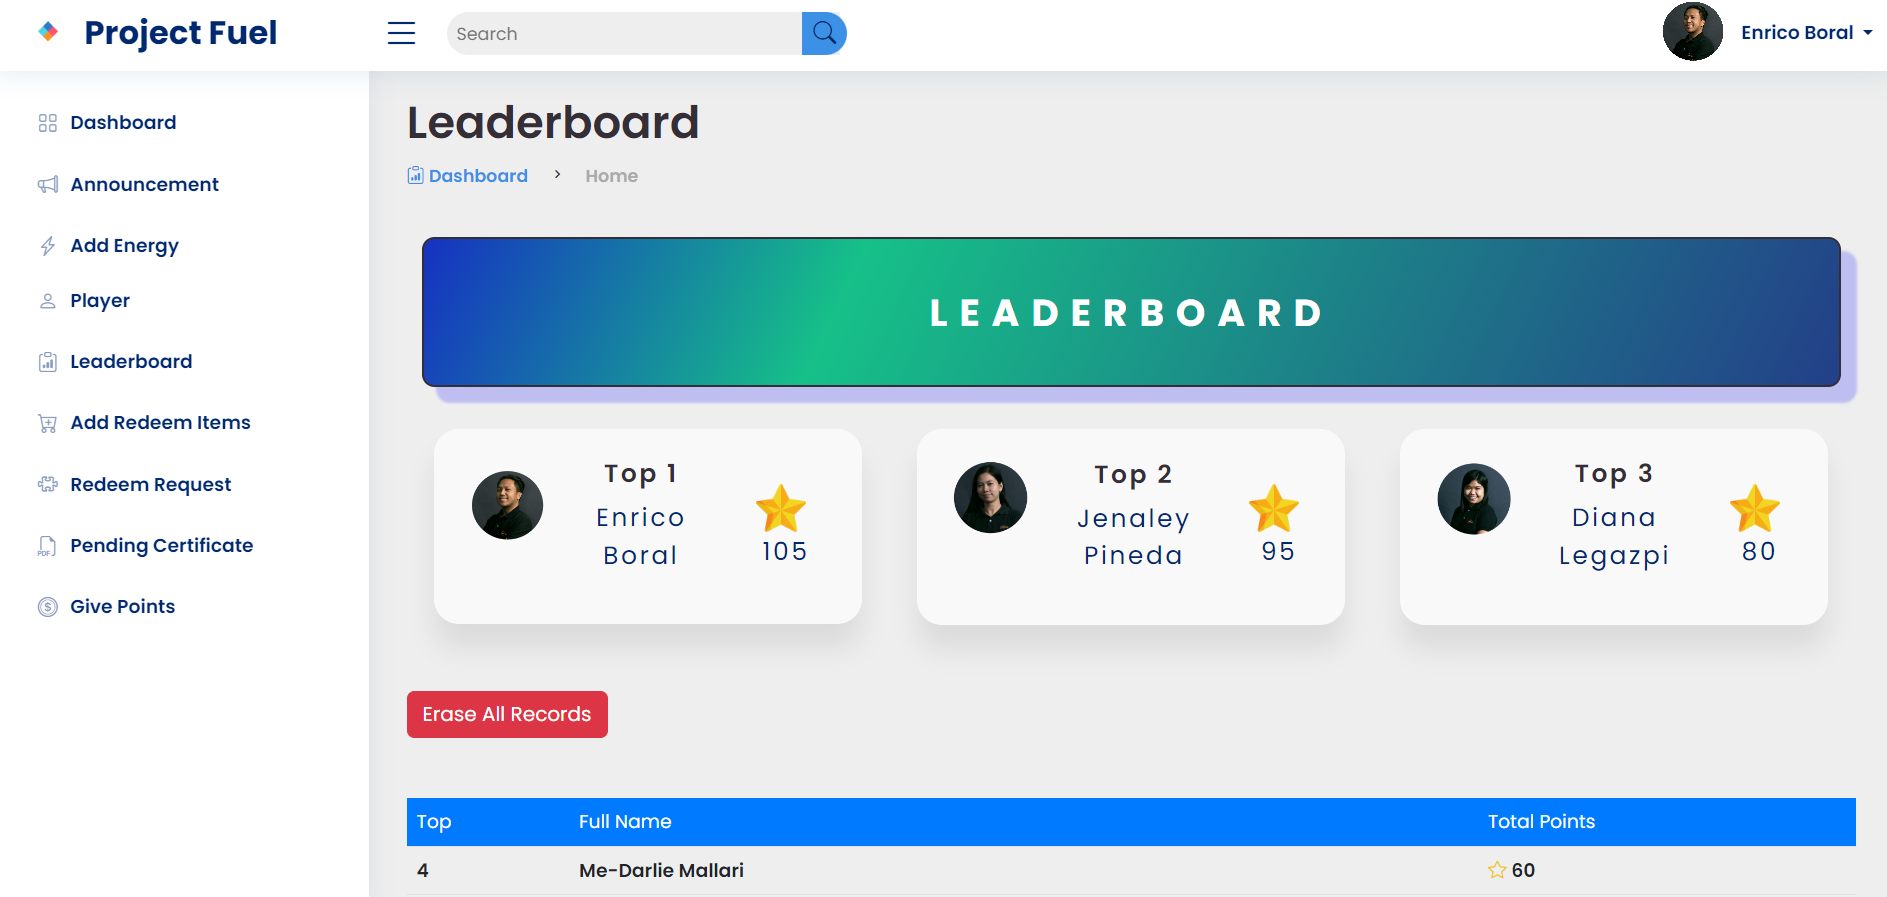 Project Fuel
Search
Enrico Boral
Dashboard
Announcement
Add Energy
Player
Leaderboard
Add Redeem Items
Redeem Request
PDF
Pending Certificate
$
Give Points
Leaderboard
Dashboard > Home
LEADERBOARD
Top 1
Enrico
Boral
105
Top 2
Jenaley
Pineda
95
Top 3
Diana
Legazpi
80
Erase All Records
Top Full Name Total Points
4 Me-Darlie Mallari 60